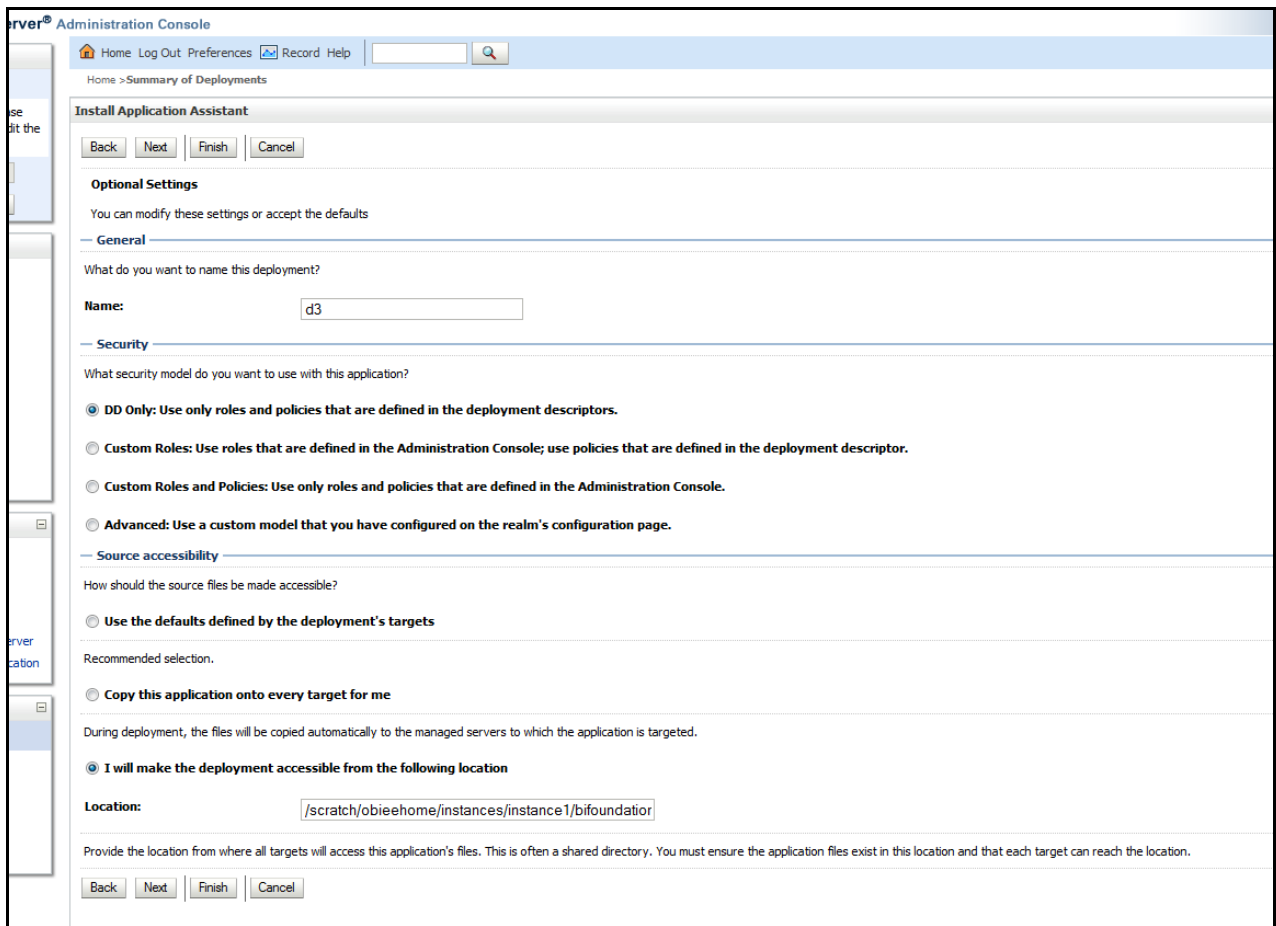 erver® Administration Console
Home Log Out Preferences Record Help
Home >Summary of Deployments
Install Application Assistant
Back Next Finish Cancel
Optional Settings
You can modify these settings or accept the defaults
General
What do you want to name this deployment?
Name: d3
Security
What security model do you want to use with this application?
DD Only: Use only roles and policies that are defined in the deployment descriptors.
Custom Roles: Use roles that are defined in the Administration Console; use policies that are defined in the deployment descriptor.
Custom Roles and Policies: Use only roles and policies that are defined in the Administration Console.
Advanced: Use a custom model that you have configured on the realm's configuration page.
Source accessibility
How should the source files be made accessible?
Use the defaults defined by the deployment's targets
Recommended selection.
Copy this application onto every target for me
During deployment, the files will be copied automatically to the managed servers to which the application is targeted.
I will make the deployment accessible from the following location
Location: /scratch/obieehome/instances/instance1/bifoundation
Provide the location from where all targets will access this application's files. This is often a shared directory. You must ensure the application files exist in this location and that each target can reach the location.
Back Next Finish Cancel
dit the
erver
cation